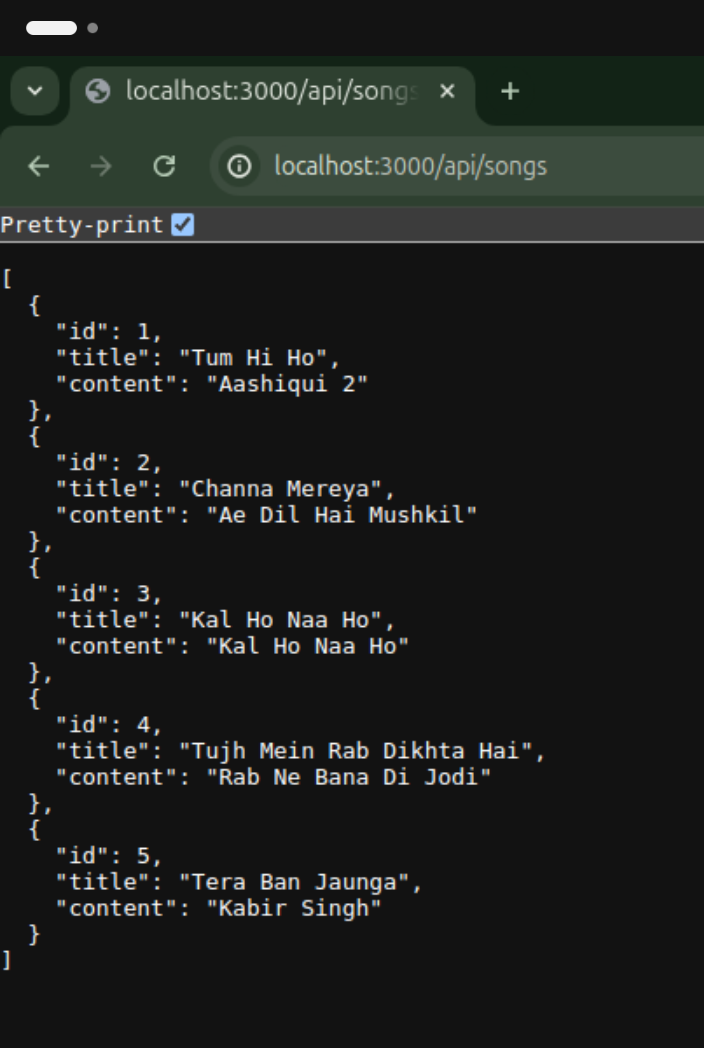 localhost:3000/api/songs
localhost:3000/api/songs
Pretty-print
[
  {
    "id": 1,
    "title": "Tum Hi Ho",
    "content": "Aashiqui 2"
  },
  {
    "id": 2,
    "title": "Channa Mereya",
    "content": "Ae Dil Hai Mushkil"
  },
  {
    "id": 3,
    "title": "Kal Ho Naa Ho",
    "content": "Kal Ho Naa Ho"
  },
  {
    "id": 4,
    "title": "Tujh Mein Rab Dikhta Hai",
    "content": "Rab Ne Bana Di Jodi"
  },
  {
    "id": 5,
    "title": "Tera Ban Jaunga",
    "content": "Kabir Singh"
  }
]